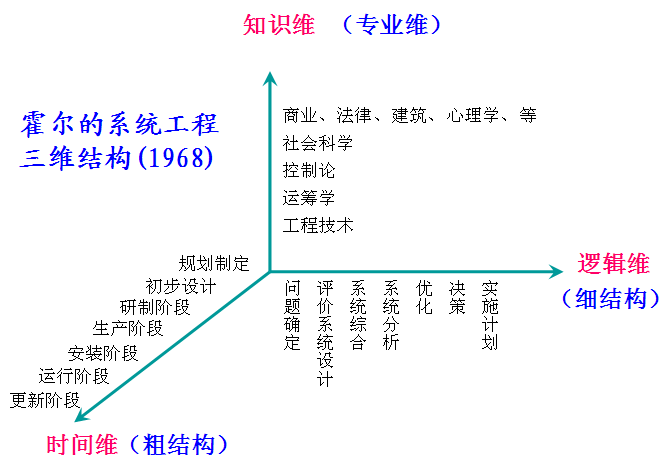 知识维 （专业维）
霍尔的系统工程
三维结构(1968)
商业、法律、建筑、心理学、等
社会科学
控制论
运筹学
工程技术
规划制定
初步设计
研制阶段
生产阶段
安装阶段
运行阶段
更新阶段
逻辑维
（细结构）
问题确定
评价系统设计
系统综合
系统分析
优化
决策
实施计划
时间维（粗结构）